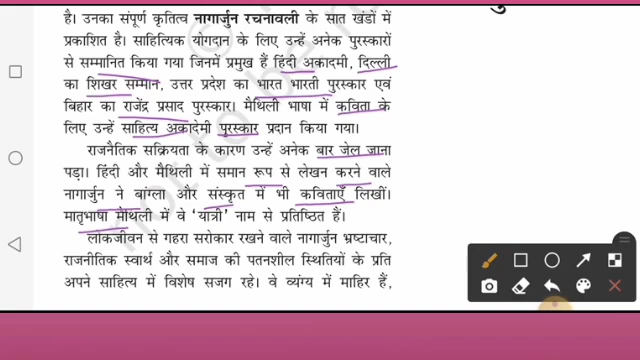 है। उनका संपूर्ण कृतित्व नागार्जुन रचनावली के सात खंडों में
प्रकाशित है। साहित्यिक योगदान के लिए उन्हें अनेक पुरस्कारों
से सम्मानित किया गया जिनमें प्रमुख हैं हिंदी अकादमी, दिल्ली
का शिखर सम्मान, उत्तर प्रदेश का भारत भारती पुरस्कार एवं
बिहार का राजेंद्र प्रसाद पुरस्कार। मैथिली भाषा में कविता के
लिए उन्हें साहित्य अकादेमी पुरस्कार प्रदान किया गया।
राजनैतिक सक्रियता के कारण उन्हें अनेक बार जेल जाना
पड़ा। हिंदी और मैथिली में समान रूप से लेखन करने वाले
नागार्जुन ने बांग्ला और संस्कृत में भी कविताएँ लिखीं।
मातृभाषा मैथिली में वे 'यात्री' नाम से प्रतिष्ठित हैं।
लोकजीवन से गहरा सरोकार रखने वाले नागार्जुन भ्रष्टाचार,
राजनीतिक स्वार्थ और समाज की पतनशील स्थितियों के प्रति
अपने साहित्य में विशेष सजग रहे। वे व्यंग्य में माहिर हैं,